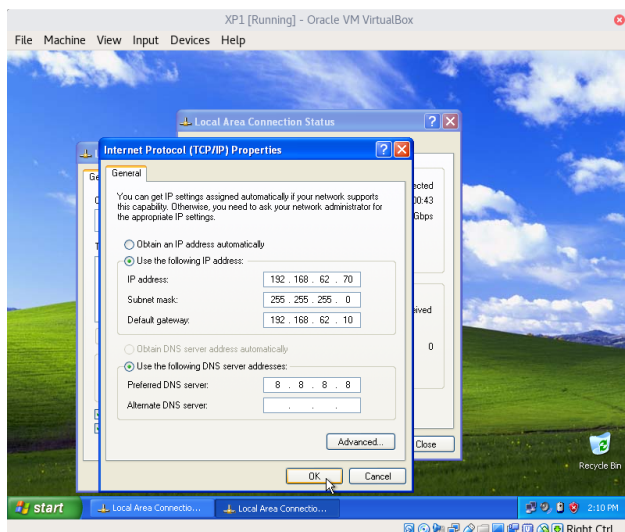 XP1 [Running] - Oracle VM VirtualBox
File Machine View Input Devices Help
Local Area Connection Status
Internet Protocol (TCP/IP) Properties
General
You can get IP settings assigned automatically if your network supports
this capability. Otherwise, you need to ask your network administrator for
the appropriate IP settings.
Obtain an IP address automatically
Use the following IP address:
IP address: 192 . 168 . 62 . 70
Subnet mask: 255 . 255 . 255 . 0
Default gateway: 192 . 168 . 62 . 10
Obtain DNS server address automatically
Use the following DNS server addresses:
Preferred DNS server: 8 . 8 . 8 . 8
Alternate DNS server: . . .
Advanced...
OK Cancel
ected
00:43
Gbps
eived
0
Close
Recycle Bin
start Local Area Connectio... Local Area Connectio... 2:10 PM
Right Ctrl